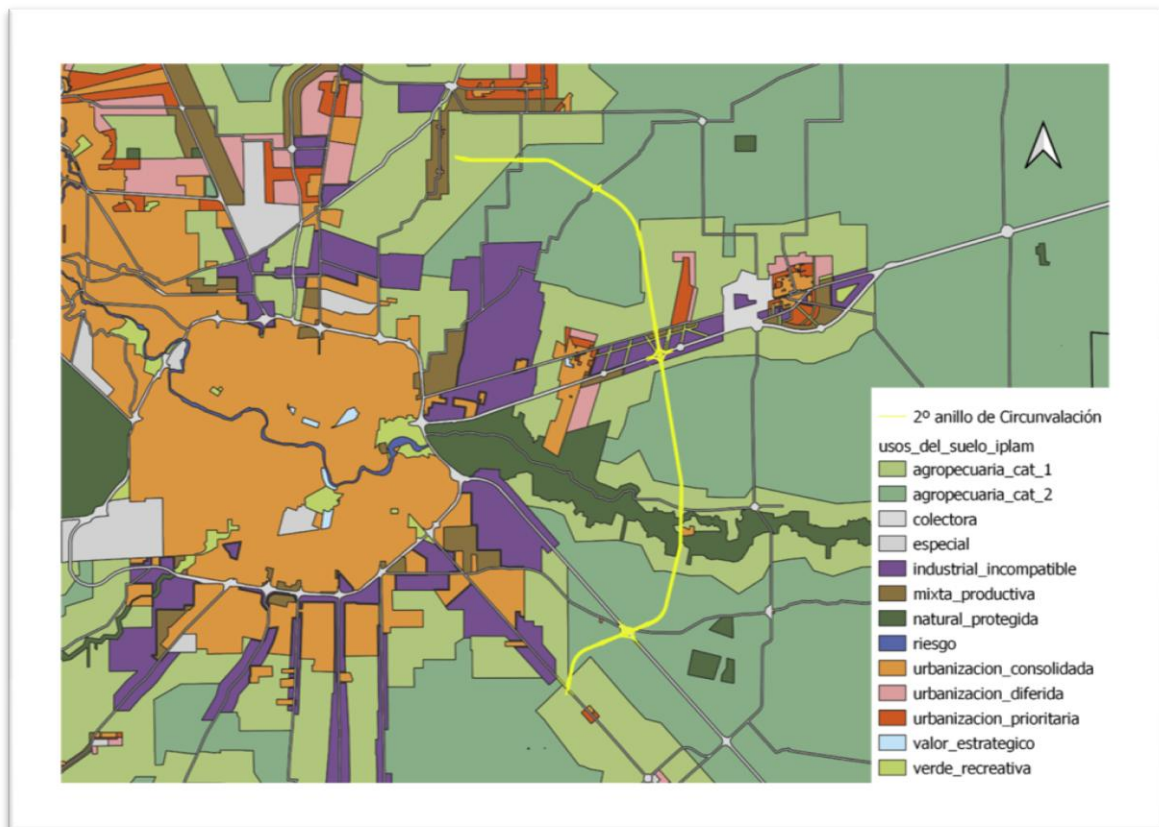 2º anillo de Circunvalación
usos_del_suelo_iplam
agropecuaria_cat_1
agropecuaria_cat_2
colectora
especial
industrial_incompatible
mixta_productiva
natural_protegida
riesgo
urbanizacion_consolidada
urbanizacion_diferida
urbanizacion_prioritaria
valor_estrategico
verde_recreativa